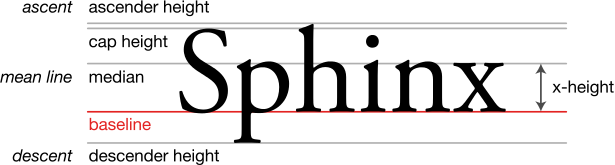 ascent ascender height
cap height
Sphinx
mean line median
x-height
baseline
descent descender height